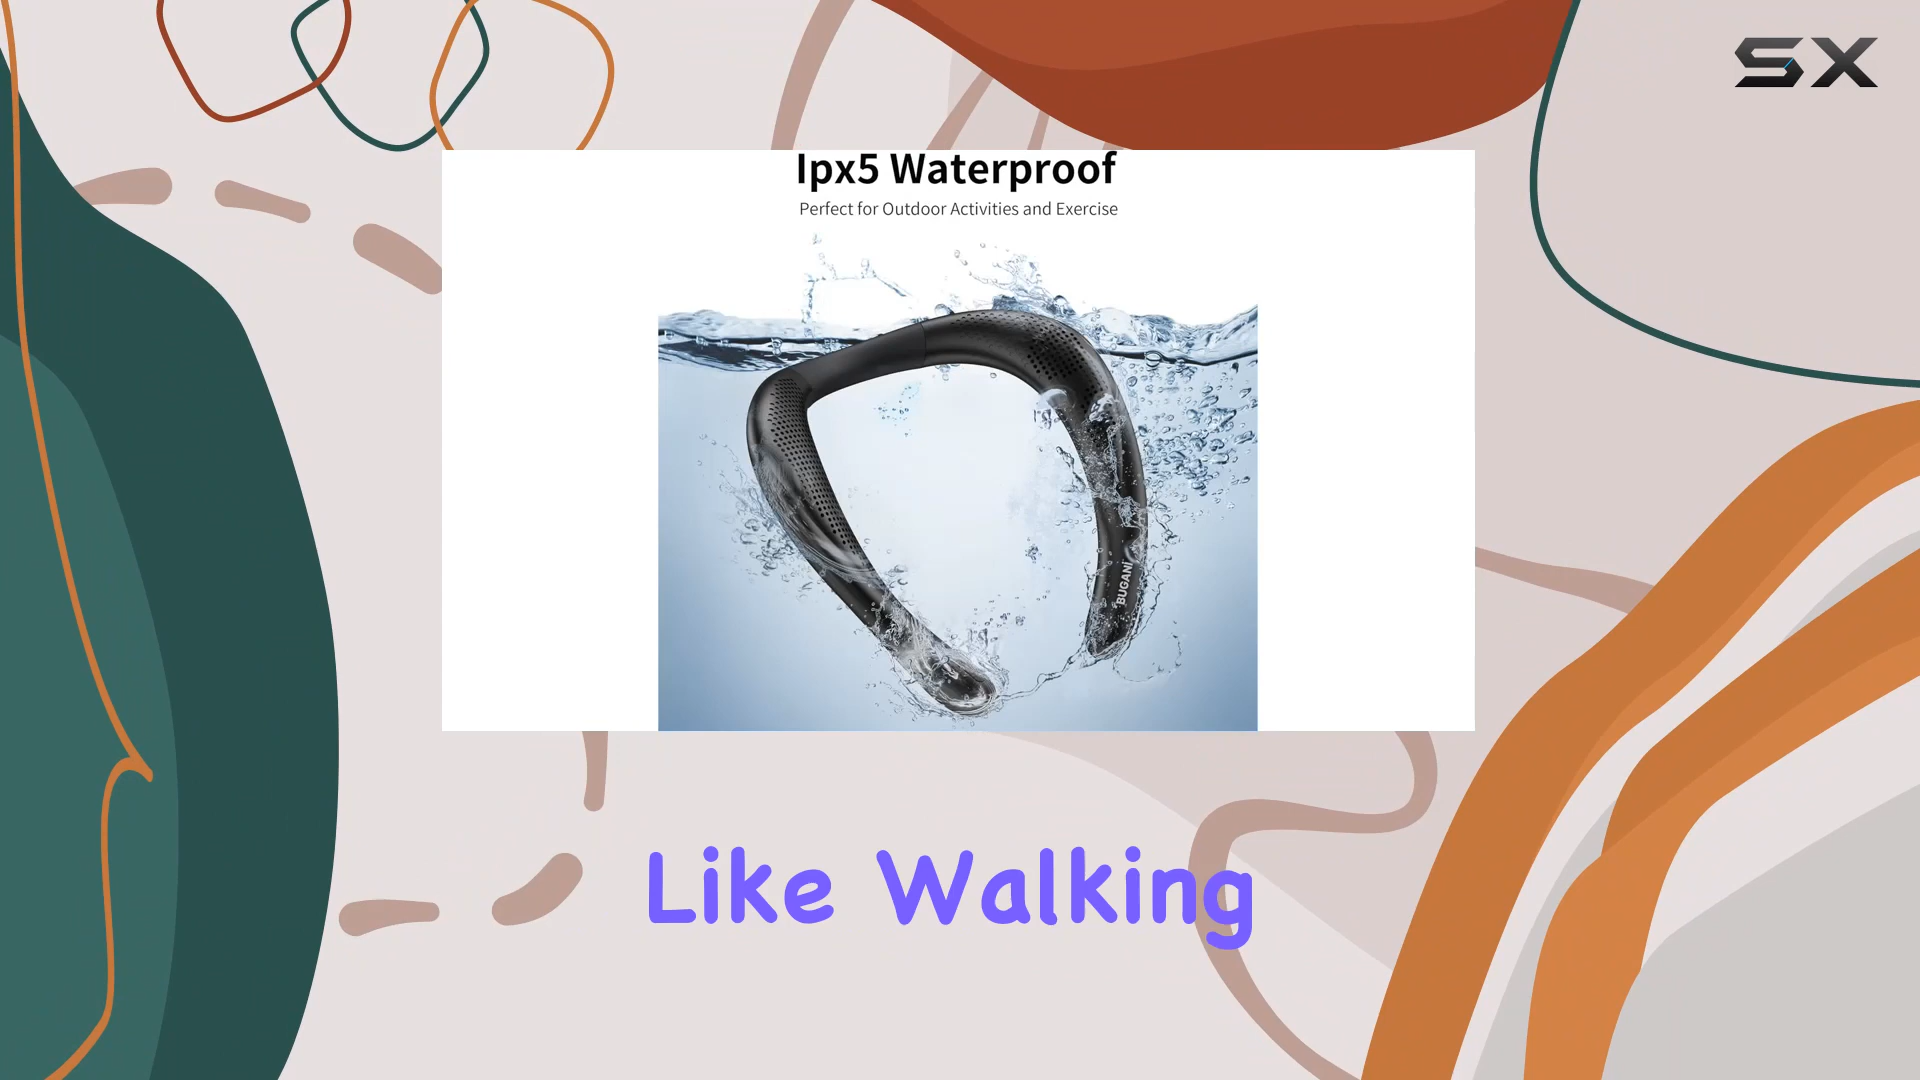 SX
Ipx5 Waterproof
Perfect for Outdoor Activities and Exercise
BUGANI
Like Walking